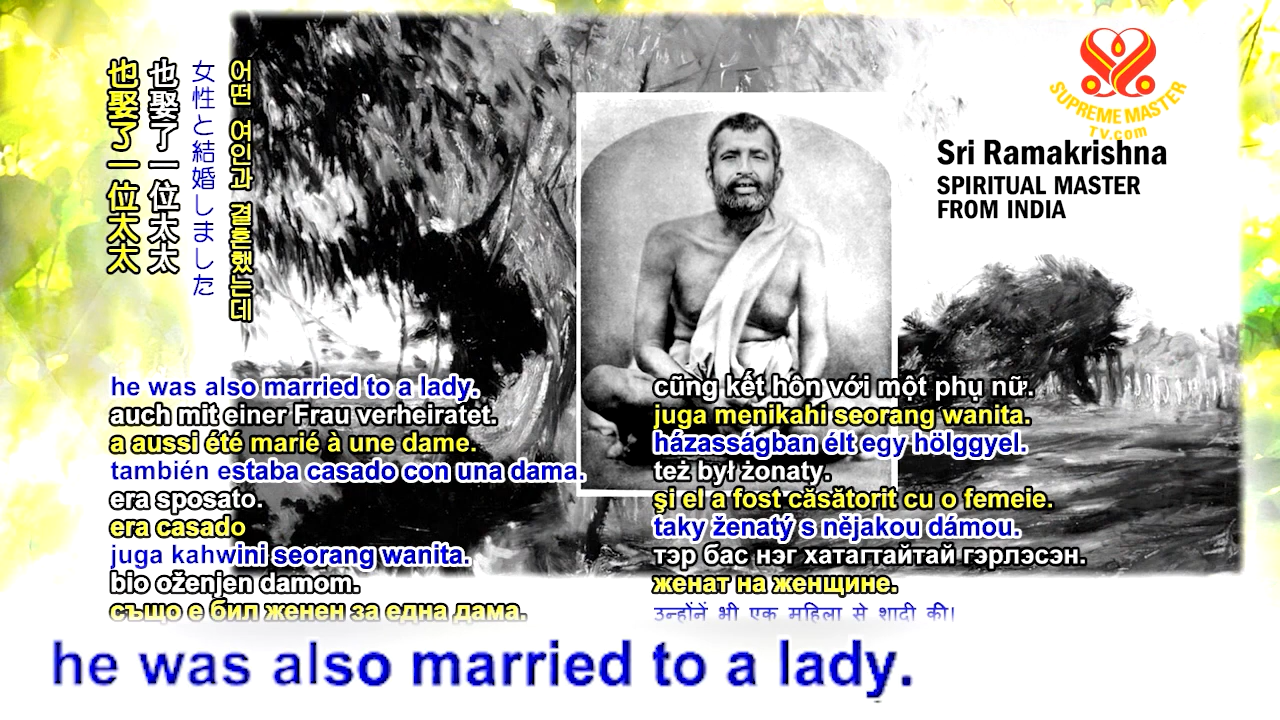 也娶了一位太太
也娶了一位太太
女性と結婚しました
어떤 여인과 결혼했는데
SUPREME MASTER
TV.com
Sri Ramakrishna
SPIRITUAL MASTER
FROM INDIA
he was also married to a lady.
auch mit einer Frau verheiratet.
a aussi été marié à une dame.
también estaba casado con una dama.
era sposato.
era casado
juga kahwini seorang wanita.
bio oženjen damom.
също е бил женен за една дама.
cũng kết hôn với một phụ nữ.
juga menikahi seorang wanita.
házasságban élt egy hölggyel.
też był żonaty.
şi el a fost căsătorit cu o femeie.
taky ženatý s nějakou dámou.
тэр бас нэг хатагтайтай гэрлэсэн.
женат на женщине.
उन्होंनें भी एक महिला से शादी की।
he was also married to a lady.